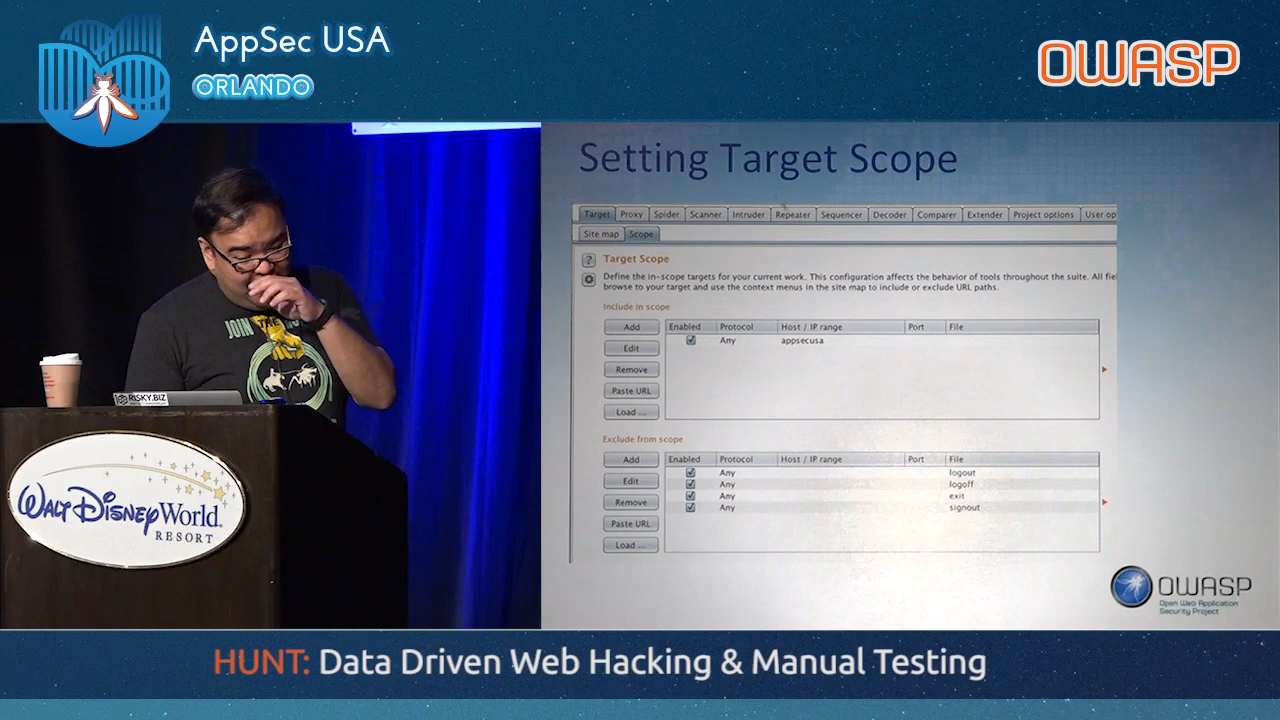 AppSec USA
ORLANDO
OWASP
JOIN THE
RISKY.BIZ
WALT DISNEY World.
RESORT
Setting Target Scope
Target Proxy Spider Scanner Intruder Repeater Sequencer Decoder Comparer Extender Project options User op
Site map Scope
? Target Scope
Define the in-scope targets for your current work. This configuration affects the behavior of tools throughout the suite. All fie
browse to your target and use the context menus in the site map to include or exclude URL paths.
Include in scope
Add Enabled Protocol Host / IP range Port File
Any appsecusa
Edit
Remove
Paste URL
Load ...
Exclude from scope
Add Enabled Protocol Host / IP range Port File
Any logout
Edit Any logoff
Any exit
Remove Any signout
Paste URL
Load ...
OWASP
Open Web Application
Security Project
HUNT: Data Driven Web Hacking & Manual Testing